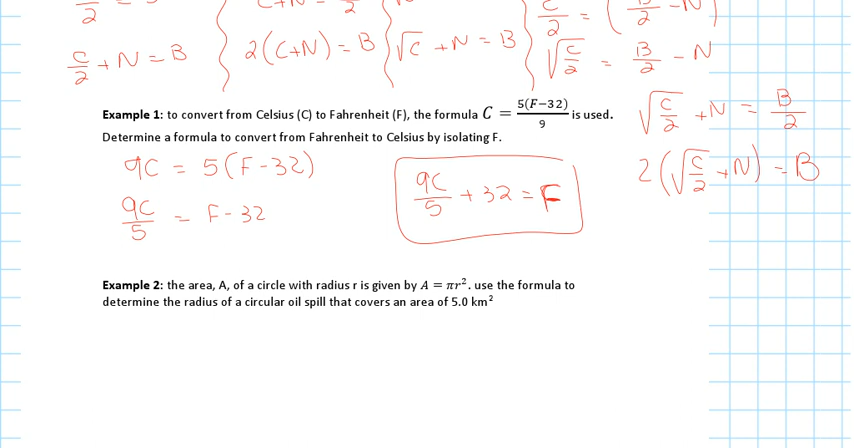 C/2 + N = B
2(C+N) = B
√C + N = B
C/2 = (B/2 - N)
√(C/2) = B/2 - N
√(C/2) + N = B/2
2(√(C/2) + N) = B
Example 1: to convert from Celsius (C) to Fahrenheit (F), the formula C = 5(F−32)/9 is used.
Determine a formula to convert from Fahrenheit to Celsius by isolating F.
9C = 5(F - 32)
9C/5 = F - 32
9C/5 + 32 = F
Example 2: the area, A, of a circle with radius r is given by A = πr². use the formula to
determine the radius of a circular oil spill that covers an area of 5.0 km²